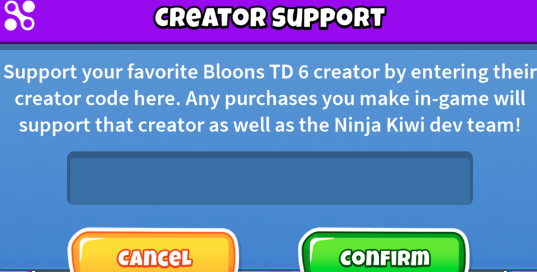 CREATOR SUPPORT
Support your favorite Bloons TD 6 creator by entering their
creator code here. Any purchases you make in-game will
support that creator as well as the Ninja Kiwi dev team!
CANCEL CONFIRM